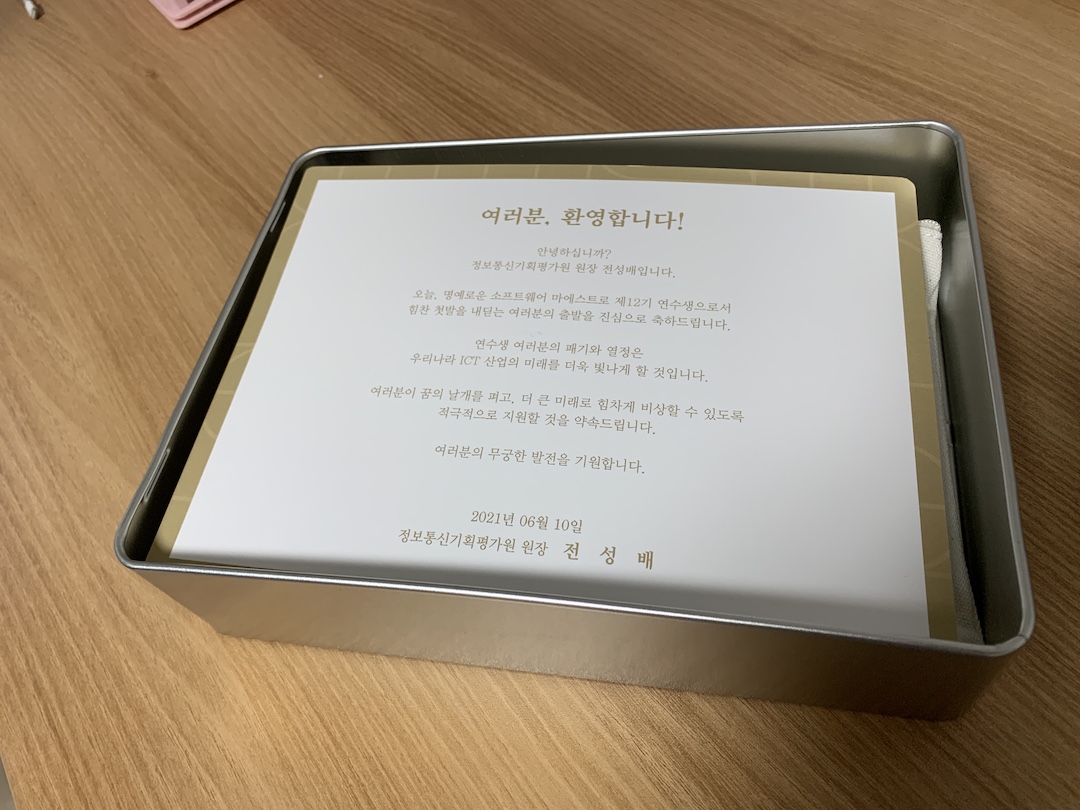 여러분, 환영합니다!
안녕하십니까?
정보통신기획평가원 원장 전성배입니다.
오늘, 명예로운 소프트웨어 마에스트로 제12기 연수생으로서
힘찬 첫발을 내딛는 여러분의 출발을 진심으로 축하드립니다.
연수생 여러분의 패기와 열정은
우리나라 ICT 산업의 미래를 더욱 빛나게 할 것입니다.
여러분이 꿈의 날개를 펴고, 더 큰 미래로 힘차게 비상할 수 있도록
적극적으로 지원할 것을 약속드립니다.
여러분의 무궁한 발전을 기원합니다.
2021년 06월 10일
정보통신기획평가원 원장 전 성 배